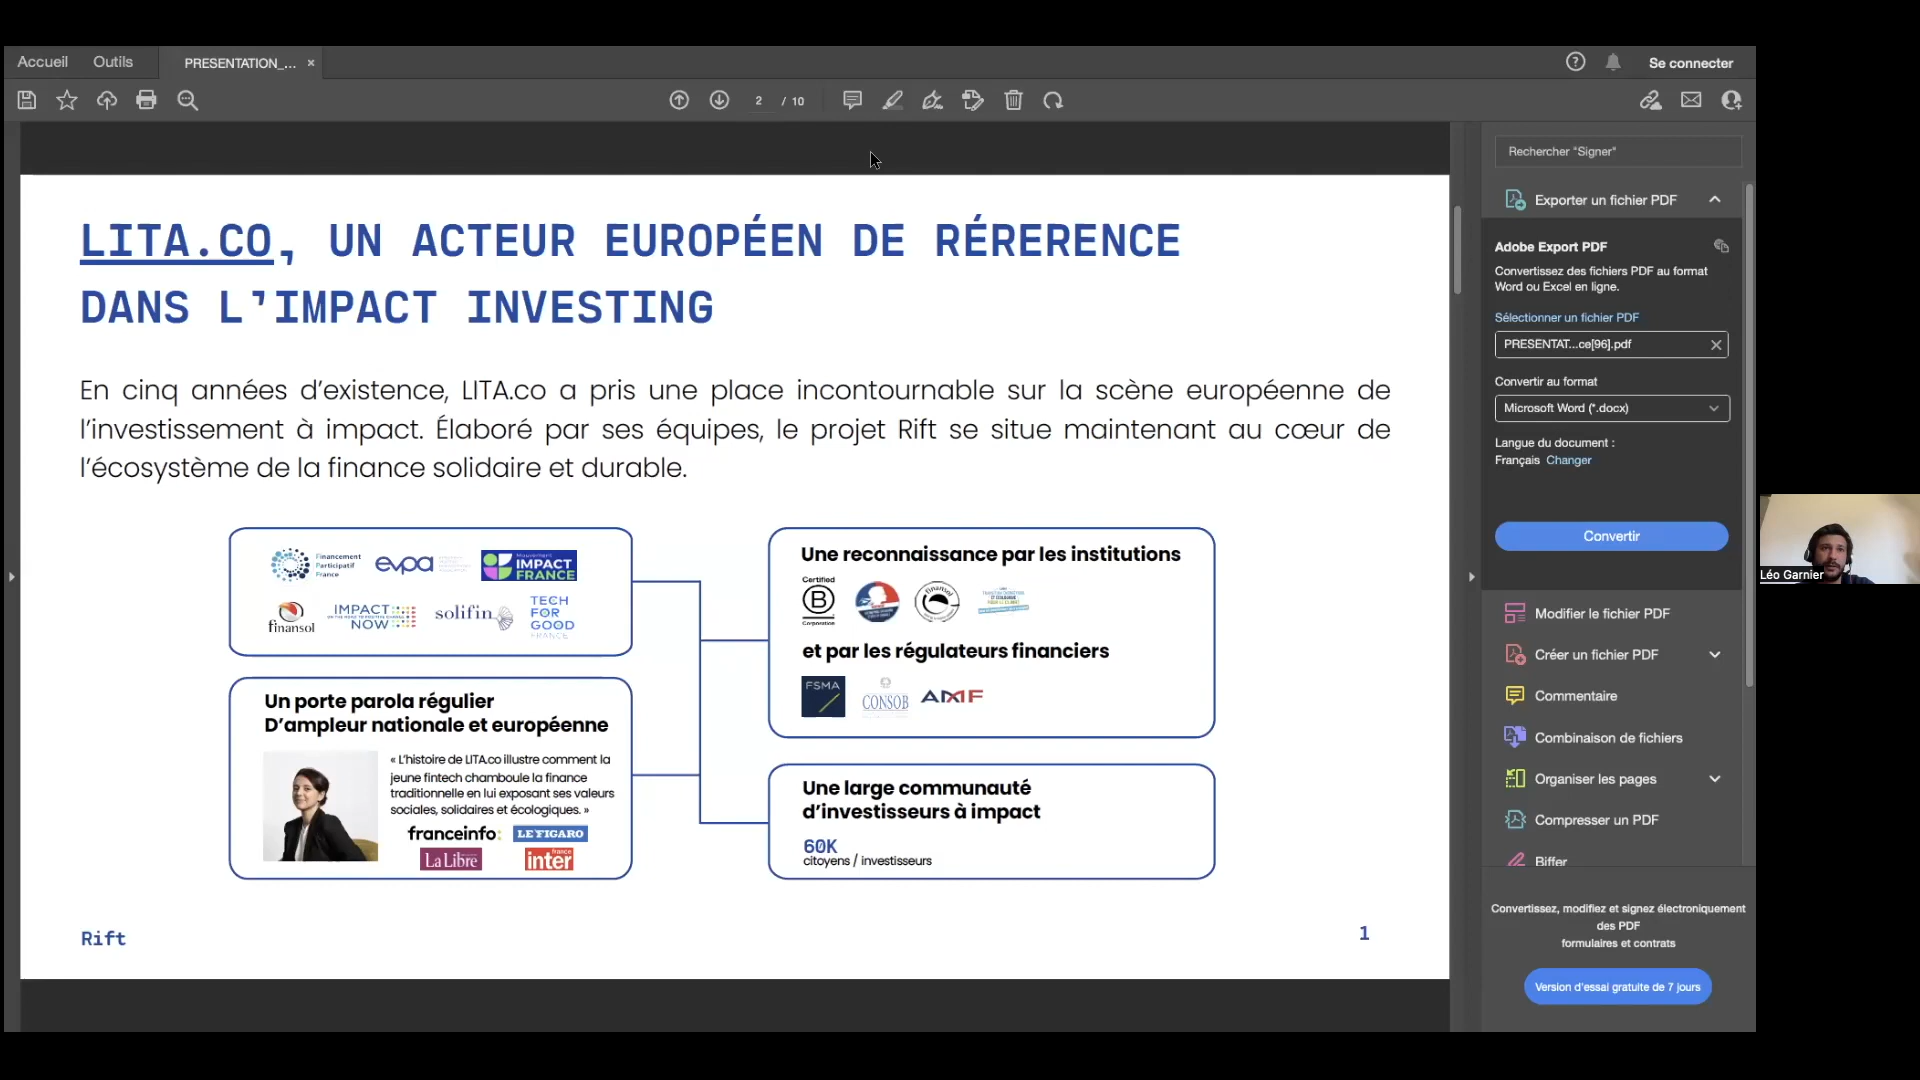 Accueil
Outils
PRESENTATION_... ×
Se connecter
2 / 10
LITA.CO, UN ACTEUR EUROPÉEN DE RÉRERENCE
DANS L'IMPACT INVESTING
En cinq années d'existence, LITA.co a pris une place incontournable sur la scène européenne de
l'investissement à impact. Élaboré par ses équipes, le projet Rift se situe maintenant au cœur de
l'écosystème de la finance solidaire et durable.
Financement
Participatif
France
evpa
IMPACT
FRANCE
finansol
IMPACT
NOW
solifin
TECH
FOR
GOOD
FRANCE
Un porte parola régulier
D'ampleur nationale et européenne
« L'histoire de LITA.co illustre comment la
jeune fintech chamboule la finance
traditionnelle en lui exposant ses valeurs
sociales, solidaires et écologiques. »
franceinfo:
LE FIGARO
La Libre
france
inter
Une reconnaissance par les institutions
Certified
B
Corporation
finansol
et par les régulateurs financiers
FSMA
CONSOB
AMF
Une large communauté
d'investisseurs à impact
60K
citoyens / investisseurs
Rift
1
Rechercher "Signer"
Exporter un fichier PDF
Adobe Export PDF
Convertissez des fichiers PDF au format
Word ou Excel en ligne.
Sélectionner un fichier PDF
PRESENTAT...ce[96].pdf
Convertir au format
Microsoft Word (*.docx)
Langue du document :
Français Changer
Convertir
Modifier le fichier PDF
Créer un fichier PDF
Commentaire
Combinaison de fichiers
Organiser les pages
Compresser un PDF
Biffer
Convertissez, modifiez et signez électroniquement
des PDF
formulaires et contrats
Version d'essai gratuite de 7 jours
Léo Garnier